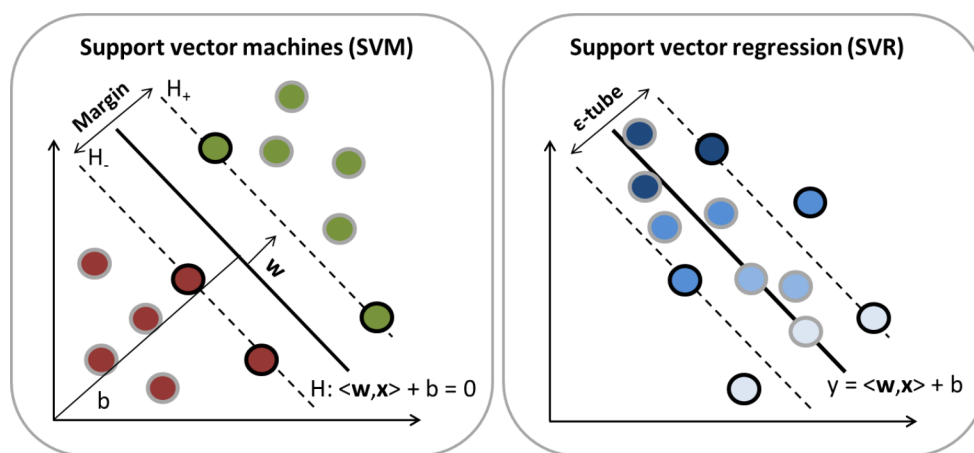 Support vector machines (SVM)
Margin
H+
H-
w
b
H: <w,x> + b = 0
Support vector regression (SVR)
ε-tube
y = <w,x> + b